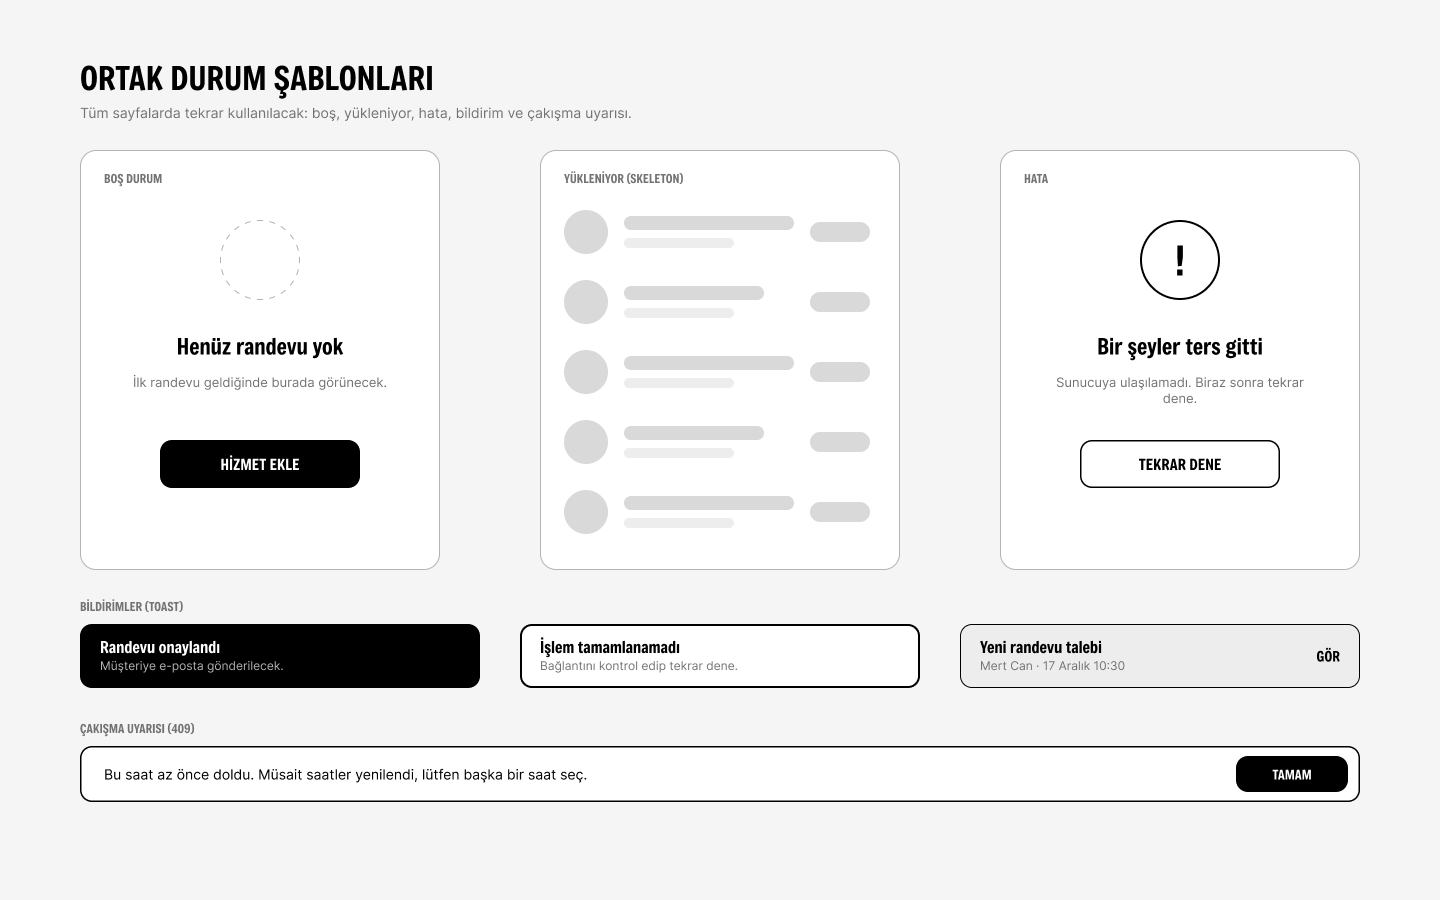 ORTAK DURUM ŞABLONLARI
Tüm sayfalarda tekrar kullanılacak: boş, yükleniyor, hata, bildirim ve çakışma uyarısı.
BOŞ DURUM
Henüz randevu yok
İlk randevu geldiğinde burada görünecek.
HİZMET EKLE
YÜKLENİYOR (SKELETON)
HATA
!
Bir şeyler ters gitti
Sunucuya ulaşılamadı. Biraz sonra tekrar
dene.
TEKRAR DENE
BİLDİRİMLER (TOAST)
Randevu onaylandı
Müşteriye e-posta gönderilecek.
İşlem tamamlanamadı
Bağlantını kontrol edip tekrar dene.
Yeni randevu talebi
Mert Can · 17 Aralık 10:30
GÖR
ÇAKIŞMA UYARISI (409)
Bu saat az önce doldu. Müsait saatler yenilendi, lütfen başka bir saat seç.
TAMAM